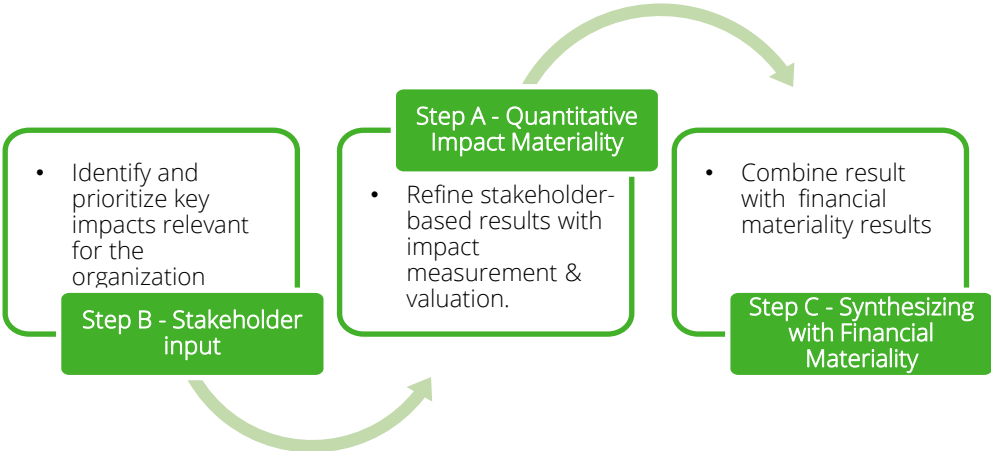 • Identify and
prioritize key
impacts relevant
for the
organization
Step B - Stakeholder
input
Step A - Quantitative
Impact Materiality
• Refine stakeholder-
based results with
impact
measurement &
valuation.
• Combine result
with financial
materiality results
Step C - Synthesizing
with Financial
Materiality